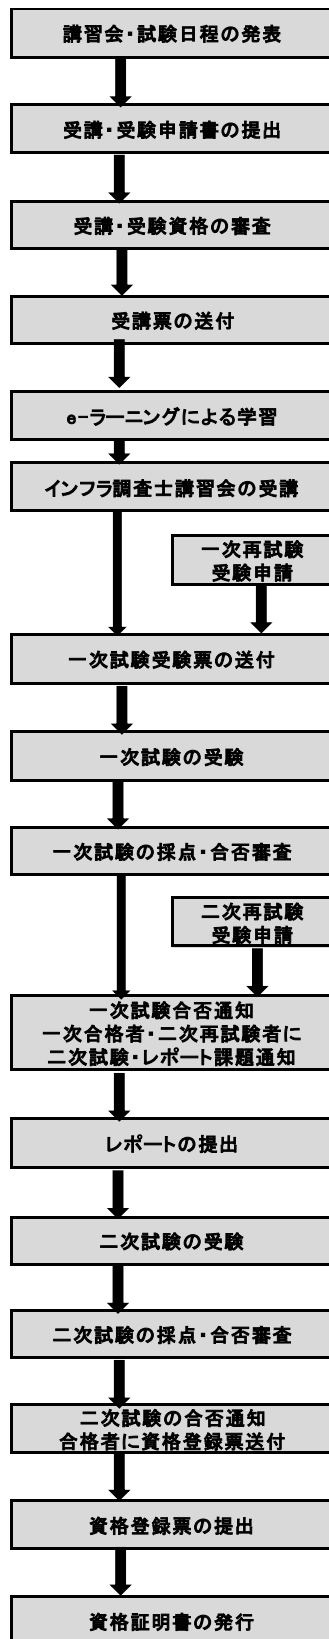 講習会・試験日程の発表
受講・受験申請書の提出
受講・受験資格の審査
受講票の送付
e-ラーニングによる学習
インフラ調査士講習会の受講
一次再試験
受験申請
一次試験受験票の送付
一次試験の受験
一次試験の採点・合否審査
二次再試験
受験申請
一次試験合否通知
一次合格者・二次再試験者に
二次試験・レポート課題通知
レポートの提出
二次試験の受験
二次試験の採点・合否審査
二次試験の合否通知
合格者に資格登録票送付
資格登録票の提出
資格証明書の発行